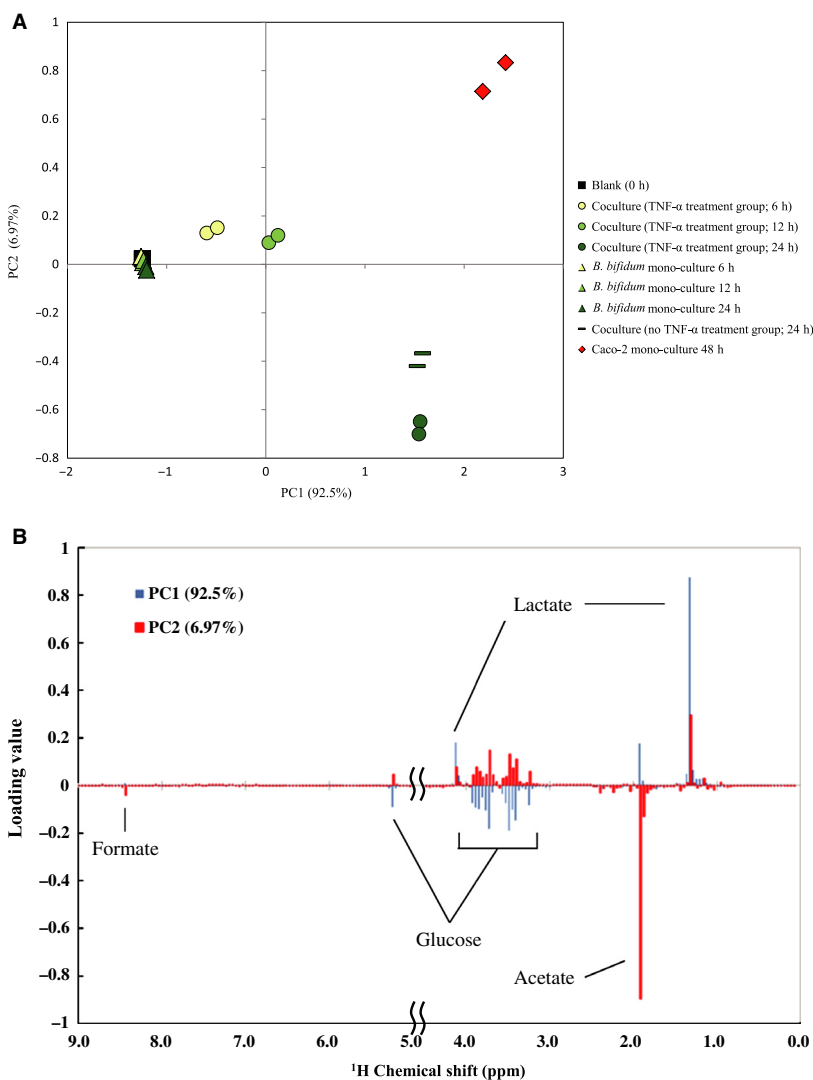 A
1
0.8
0.6
0.4
0.2
0
−0.2
−0.4
−0.6
−0.8
PC2 (6.97%)
−2
−1
0
1
2
3
PC1 (92.5%)
Blank (0 h)
Coculture (TNF-α treatment group; 6 h)
Coculture (TNF-α treatment group; 12 h)
Coculture (TNF-α treatment group; 24 h)
B. bifidum mono-culture 6 h
B. bifidum mono-culture 12 h
B. bifidum mono-culture 24 h
Coculture (no TNF-α treatment group; 24 h)
Caco-2 mono-culture 48 h
B
1
0.8
0.6
0.4
0.2
0
−0.2
−0.4
−0.6
−0.8
−1
Loading value
PC1 (92.5%)
PC2 (6.97%)
Lactate
Formate
Glucose
Acetate
9.0
8.0
7.0
6.0
5.0
4.0
3.0
2.0
1.0
0.0
¹H Chemical shift (ppm)